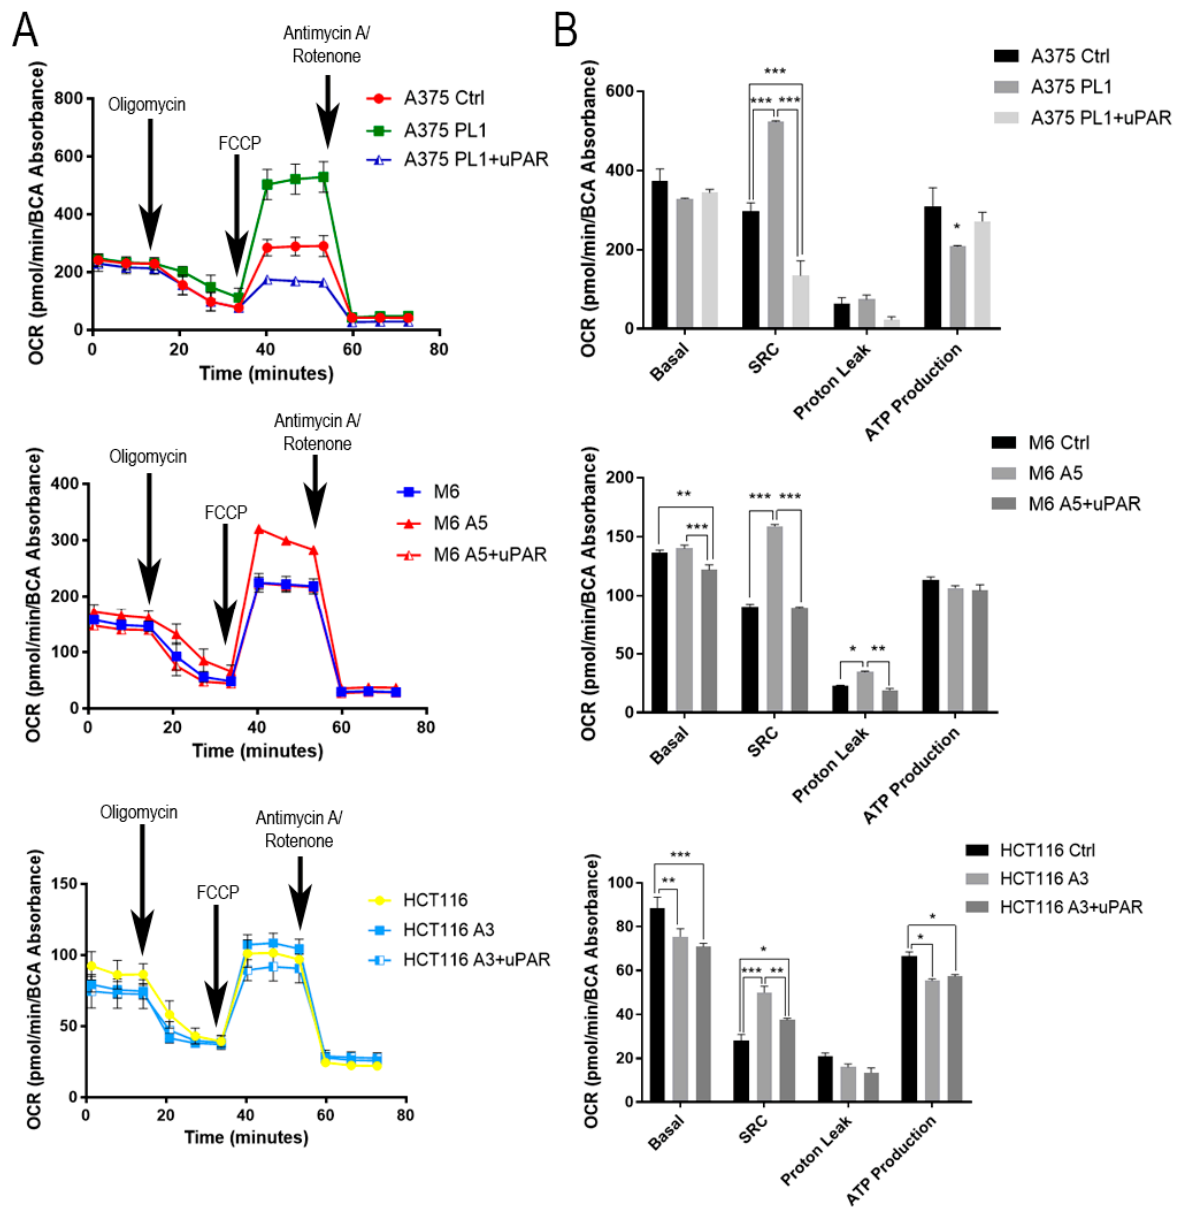 A
Antimycin A/
Rotenone
Oligomycin
FCCP
A375 Ctrl
A375 PL1
A375 PL1+uPAR
OCR (pmol/min/BCA Absorbance)
800
600
400
200
0
0 20 40 60 80
Time (minutes)
Antimycin A/
Rotenone
Oligomycin
FCCP
M6
M6 A5
M6 A5+uPAR
OCR (pmol/min/BCA Absorbance)
400
300
200
100
0
0 20 40 60 80
Time (minutes)
Oligomycin
Antimycin A/
Rotenone
FCCP
HCT116
HCT116 A3
HCT116 A3+uPAR
OCR (pmol/min/BCA Absorbance)
150
100
50
0
0 20 40 60 80
Time (minutes)
B
A375 Ctrl
A375 PL1
A375 PL1+uPAR
OCR (pmol/min/BCA Absorbance)
600
400
200
0
***
*** ***
*
Basal SRC Proton Leak ATP Production
M6 Ctrl
M6 A5
M6 A5+uPAR
OCR (pmol/min/BCA Absorbance)
200
150
100
50
0
** *** ***
***
* **
Basal SRC Proton Leak ATP Production
HCT116 Ctrl
HCT116 A3
HCT116 A3+uPAR
OCR (pmol/min/BCA Absorbance)
100
80
60
40
20
0
***
**
*
*** **
*
*
Basal SRC Proton Leak ATP Production